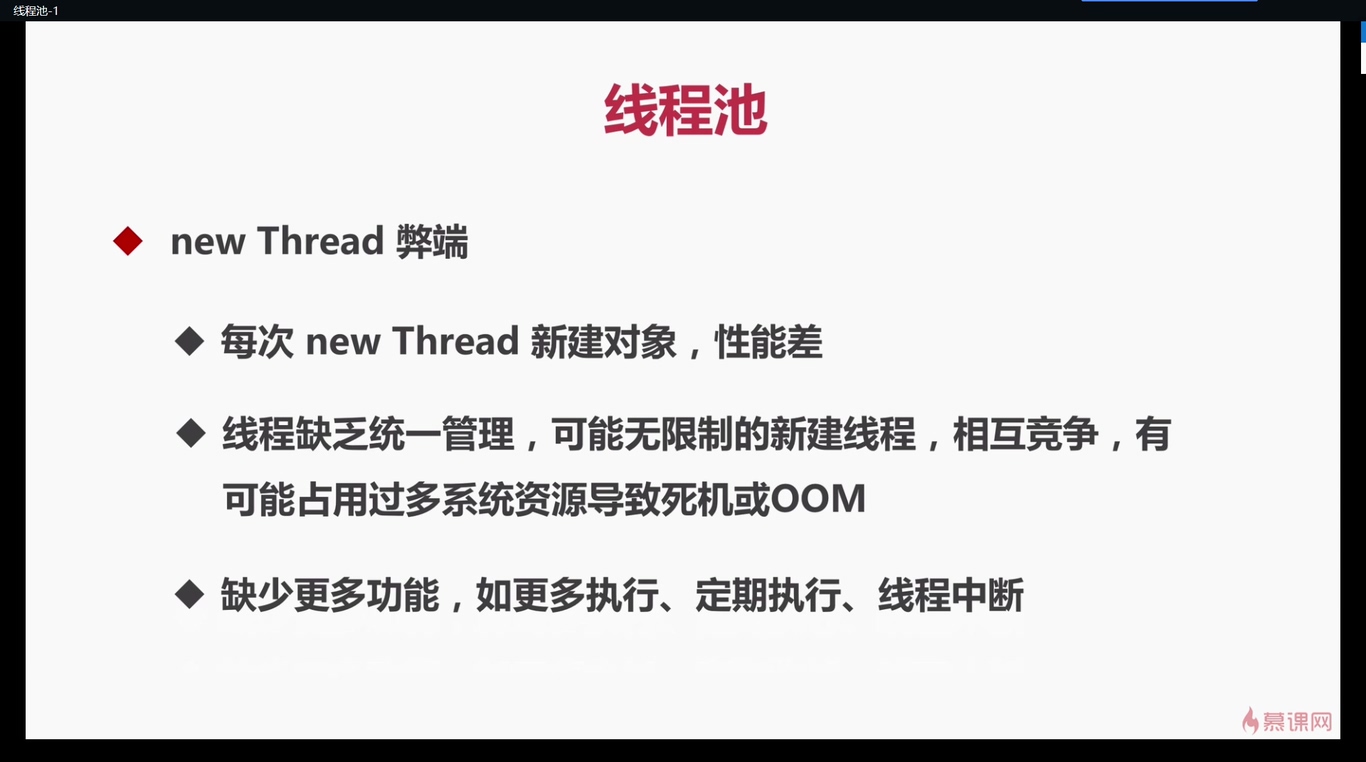 线程池-1
线程池
new Thread 弊端
每次 new Thread 新建对象，性能差
线程缺乏统一管理，可能无限制的新建线程，相互竞争，有
可能占用过多系统资源导致死机或OOM
缺少更多功能，如更多执行、定期执行、线程中断
慕课网